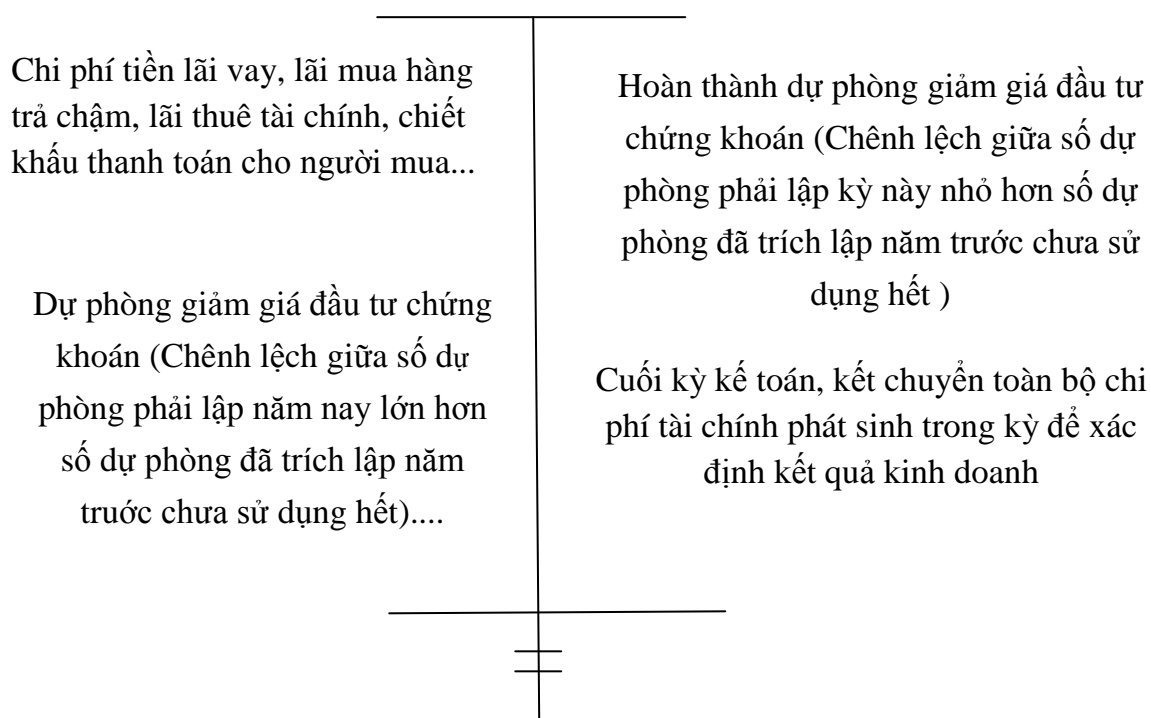 Chi phí tiền lãi vay, lãi mua hàng
trả chậm, lãi thuê tài chính, chiết
khấu thanh toán cho người mua...
Dự phòng giảm giá đầu tư chứng
khoán (Chênh lệch giữa số dự
phòng phải lập năm nay lớn hơn
số dự phòng đã trích lập năm
truớc chưa sử dụng hết)....
Hoàn thành dự phòng giảm giá đầu tư
chứng khoán (Chênh lệch giữa số dự
phòng phải lập kỳ này nhỏ hơn số dự
phòng đã trích lập năm trước chưa sử
dụng hết )
Cuối kỳ kế toán, kết chuyển toàn bộ chi
phí tài chính phát sinh trong kỳ để xác
định kết quả kinh doanh